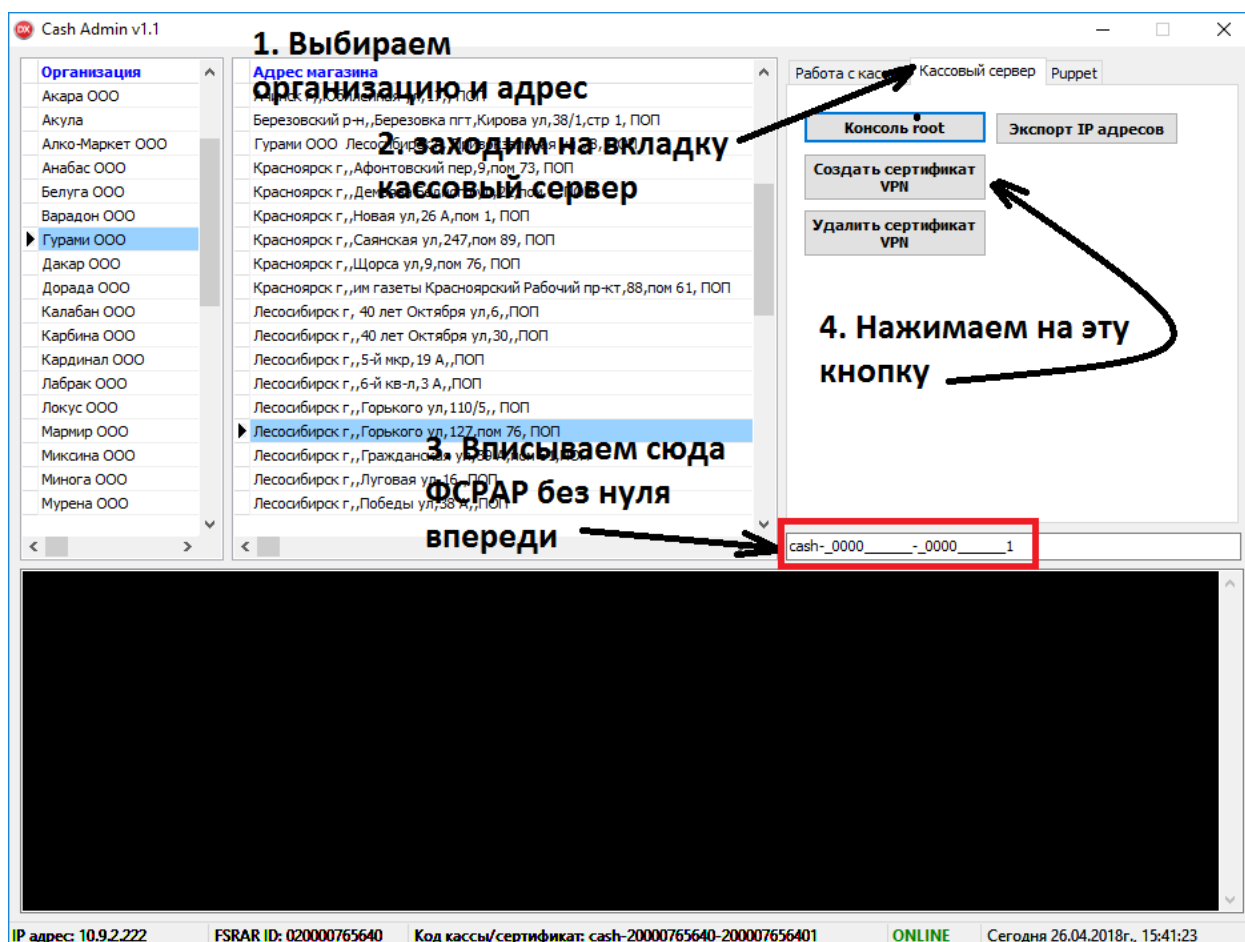 Cash Admin v1.1
1. Выбираем
организацию и адрес
2. заходим на вкладку
кассовый сервер
3. Вписываем сюда
ФСРАР без нуля
впереди
4. Нажимаем на эту
кнопку
Организация
Акара ООО
Акула
Алко-Маркет ООО
Анабас ООО
Белуга ООО
Варадон ООО
Гурами ООО
Дакар ООО
Дорада ООО
Калабан ООО
Карбина ООО
Кардинал ООО
Лабрак ООО
Локус ООО
Мармир ООО
Миксина ООО
Минога ООО
Мурена ООО
Адрес магазина
Березовский р-н,,Березовка пгт,Кирова ул,38/1,стр 1, ПОП
Гурами ООО
Красноярск г,,Афонтовский пер,9,пом 73, ПОП
Красноярск г,,
Красноярск г,,Новая ул,26 А,пом 1, ПОП
Красноярск г,,Саянская ул,247,пом 89, ПОП
Красноярск г,,Щорса ул,9,пом 76, ПОП
Красноярск г,,им газеты Красноярский Рабочий пр-кт,88,пом 61, ПОП
Лесосибирск г, 40 лет Октября ул,6,,ПОП
Лесосибирск г,,40 лет Октября ул,30,,ПОП
Лесосибирск г,,5-й мкр,19 А,,ПОП
Лесосибирск г,,6-й кв-л,3 А,,ПОП
Лесосибирск г,,Горького ул,110/5,, ПОП
Лесосибирск г,,Горького ул,127,пом 76, ПОП
Лесосибирск г,,Гражданская
Лесосибирск г,,Луговая ул,16,,ПОП
Лесосибирск г,,Победы ул,38 А,,ПОП
Работа с Кассовый сервер Puppet
Консоль root Экспорт IP адресов
Создать сертификат
VPN
Удалить сертификат
VPN
cash-_0000______-_0000______1
IP адрес: 10.9.2.222 FSRAR ID: 020000765640 Код кассы/сертификат: cash-20000765640-200007656401 ONLINE Сегодня 26.04.2018г., 15:41:23